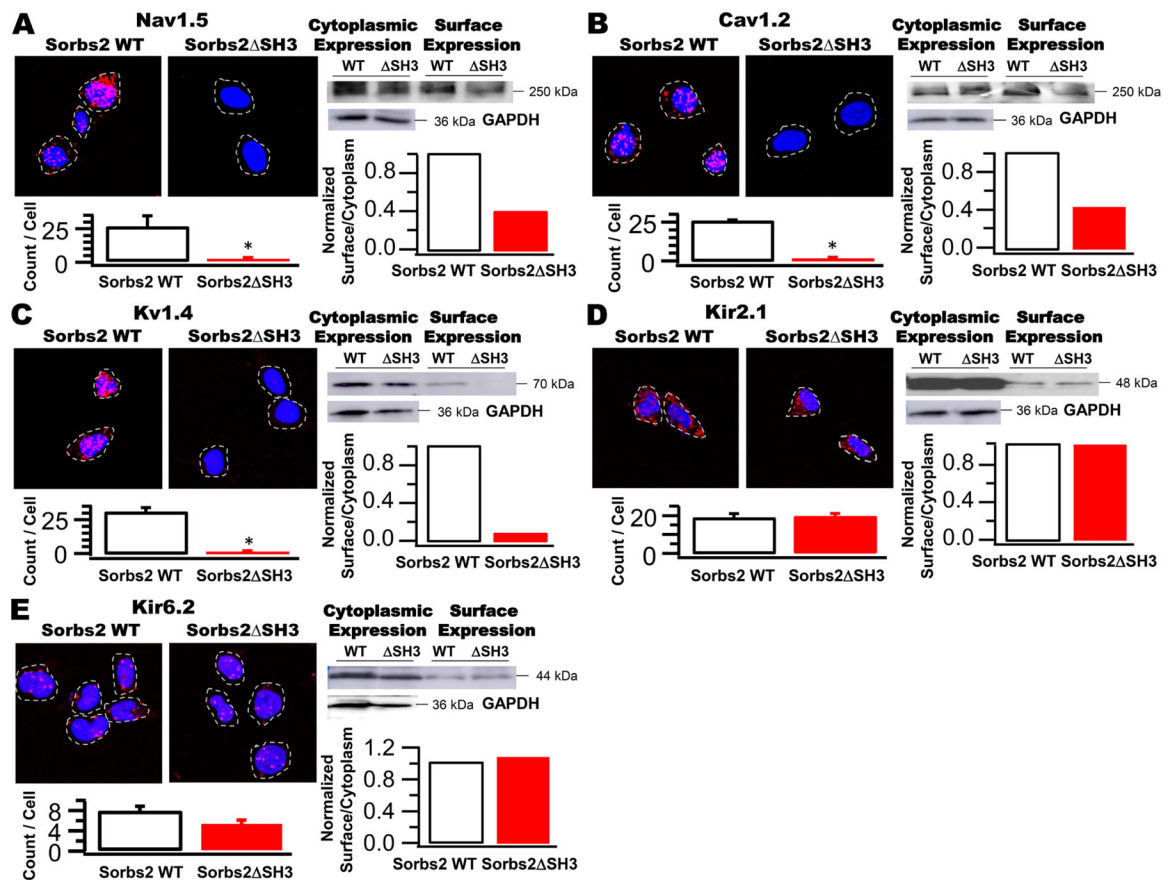 A
Nav1.5
Sorbs2 WT
Sorbs2ΔSH3
Cytoplasmic Surface
Expression Expression
WT ΔSH3 WT ΔSH3
250 kDa
36 kDa GAPDH
Count / Cell
25
0
*
Sorbs2 WT Sorbs2ΔSH3
Normalized
Surface/Cytoplasm
0.8
0.4
0.0
Sorbs2 WT Sorbs2ΔSH3
B
Cav1.2
Sorbs2 WT
Sorbs2ΔSH3
Cytoplasmic Surface
Expression Expression
WT ΔSH3 WT ΔSH3
250 kDa
36 kDa GAPDH
Count / Cell
25
0
*
Sorbs2 WT Sorbs2ΔSH3
Normalized
Surface/Cytoplasm
0.8
0.4
0.0
Sorbs2 WT Sorbs2ΔSH3
C
Kv1.4
Sorbs2 WT
Sorbs2ΔSH3
Cytoplasmic Surface
Expression Expression
WT ΔSH3 WT ΔSH3
70 kDa
36 kDa GAPDH
Count / Cell
25
0
*
Sorbs2 WT Sorbs2ΔSH3
Normalized
Surface/Cytoplasm
0.8
0.4
0.0
Sorbs2 WT Sorbs2ΔSH3
D
Kir2.1
Sorbs2 WT
Sorbs2ΔSH3
Cytoplasmic Surface
Expression Expression
WT ΔSH3 WT ΔSH3
48 kDa
36 kDa GAPDH
Count / Cell
20
0
Sorbs2 WT Sorbs2ΔSH3
Normalized
Surface/Cytoplasm
0.8
0.4
0.0
Sorbs2 WT Sorbs2ΔSH3
E
Kir6.2
Sorbs2 WT
Sorbs2ΔSH3
Cytoplasmic Surface
Expression Expression
WT ΔSH3 WT ΔSH3
44 kDa
36 kDa GAPDH
Count / Cell
8
4
0
Sorbs2 WT Sorbs2ΔSH3
Normalized
Surface/Cytoplasm
1.2
0.8
0.4
0.0
Sorbs2 WT Sorbs2ΔSH3